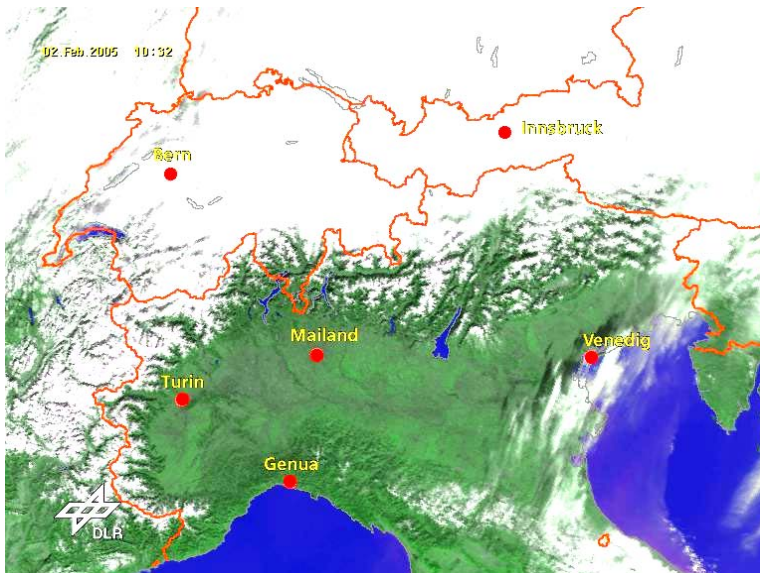 02.Feb.2005 10:32
Innsbruck
Bern
Mailand
Venedig
Turin
Genua
DLR